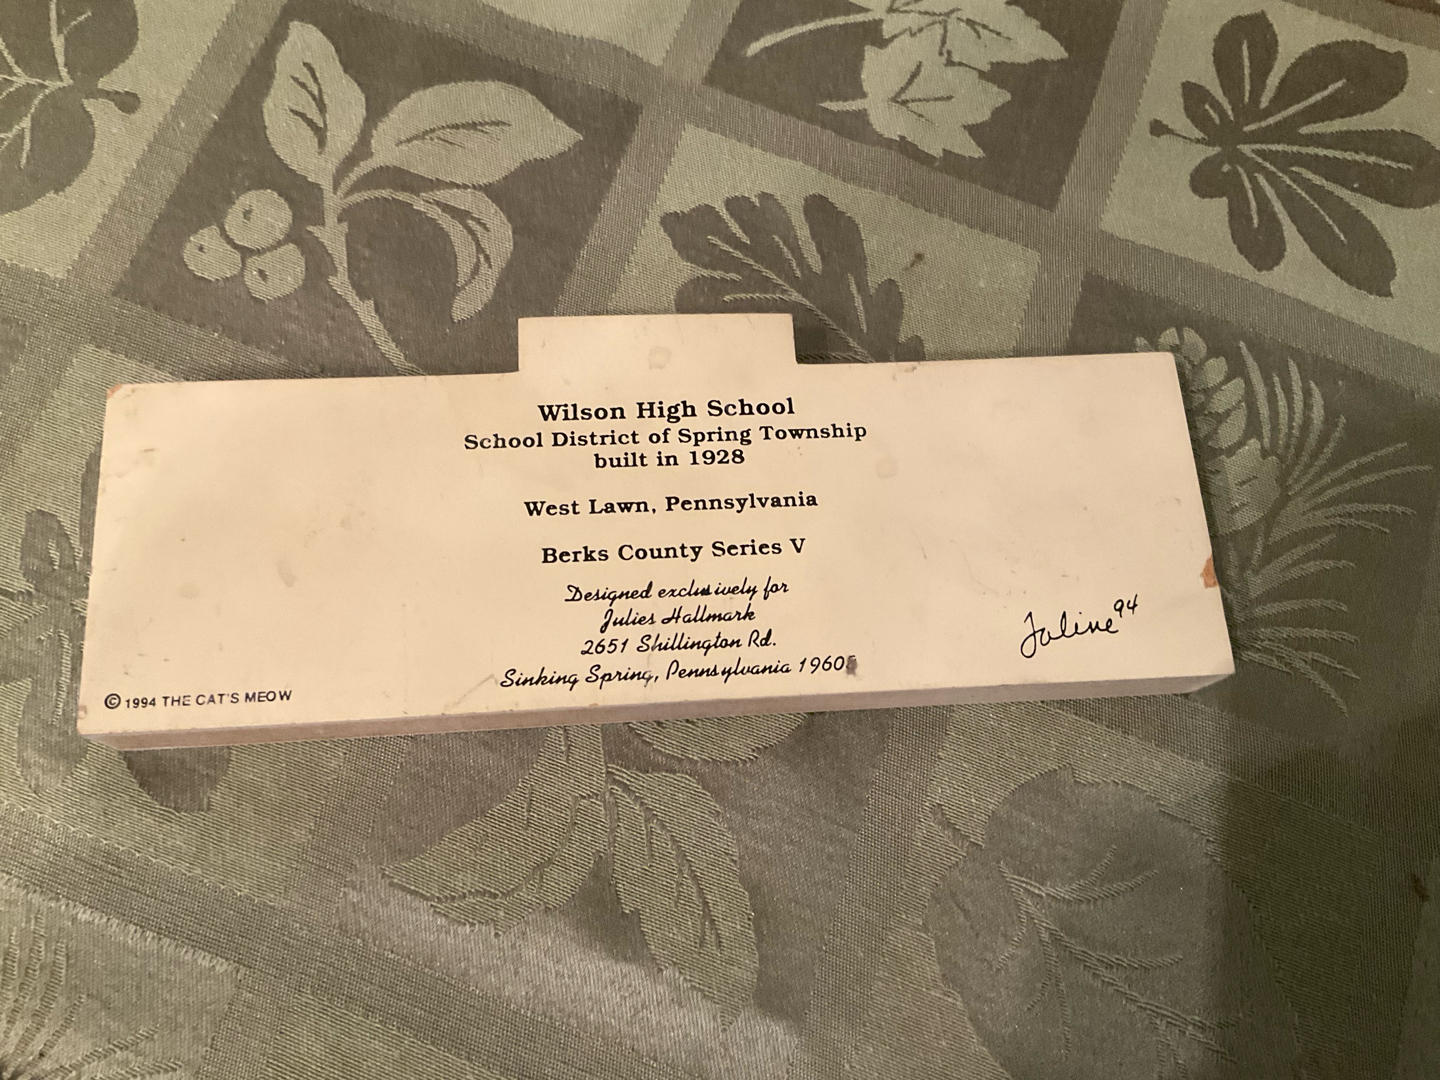 Wilson High School
School District of Spring Township
built in 1928
West Lawn, Pennsylvania
Berks County Series V
Designed exclusively for
Julies Hallmark
2651 Shillington Rd.
Sinking Spring, Pennsylvania 19608
Faline 94
© 1994 THE CAT'S MEOW